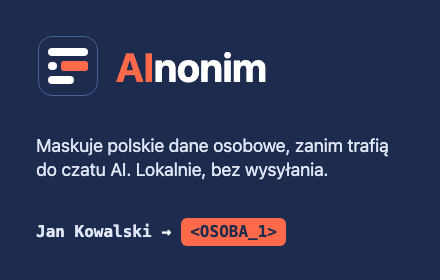 AInonim
Maskuje polskie dane osobowe, zanim trafią
do czatu AI. Lokalnie, bez wysyłania.
Jan Kowalski → <OSOBA_1>